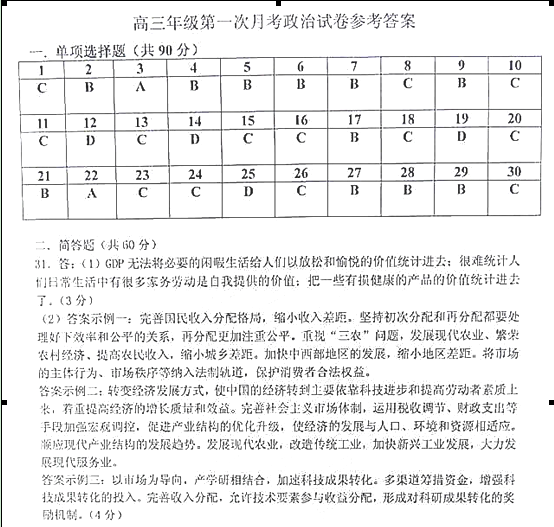 高三年级第一次月考政治试卷参考答案
一．单项选择题（共 90 分）
1 2 3 4 5 6 7 8 9 10
C B A B B B B C B C
11 12 13 14 15 16 17 18 19 20
C D C D C C B C D C
21 22 23 24 25 26 27 28 29 30
B A C C D C B B B C
二、简答题（共 60 分）
31. 答：（1）GDP 无法将必要的闲暇生活给人们以放松和愉悦的价值统计进去；很难统计人
们日常生活中有很多家务劳动是自我提供的价值；把一些有损健康的产品的价值统计进去
了．（3 分）
（2）答案示例一：完善国民收入分配格局，缩小收入差距。坚持初次分配和再分配都要处
理好下效率和公平的关系，再分配更加注重公平。重视“三农”问题，发展现代农业、繁荣
农村经济、提高农民收入，缩小城乡差距。加快中西部地区的发展，缩小地区差距。将市场
的主体行为、市场秩序等纳入法制轨道，保护消费者合法权益。
答案示例二：转变经济发展方式，使中国的经济转到主要依靠科技进步和提高劳动者素质上
来，着重提高经济的增长质量和效益。完善社会主义市场体制，运用税收调节、财政支出等
手段加强宏观调控，促进产业结构的优化升级，使经济的发展与人口、环境和资源相适应。
顺应现代产业结构的发展趋势。发展现代农业，改造传统工业，加快新兴工业发展，大力发
展现代服务业。
答案示例三：以市场为导向，产学研相结合，加速科技成果转化。多渠道筹措资金，增强科
技成果转化的投入。完善收入分配，允许技术要素参与收益分配，形成对科研成果转化的奖
励机制。（4 分）